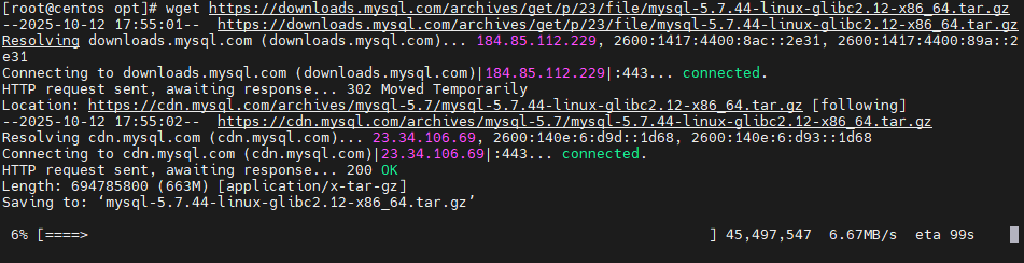 [root@centos opt]# wget https://downloads.mysql.com/archives/get/p/23/file/mysql-5.7.44-linux-glibc2.12-x86_64.tar.gz
--2025-10-12 17:55:01--  https://downloads.mysql.com/archives/get/p/23/file/mysql-5.7.44-linux-glibc2.12-x86_64.tar.gz
Resolving downloads.mysql.com (downloads.mysql.com)... 184.85.112.229, 2600:1417:4400:8ac::2e31, 2600:1417:4400:89a::2
e31
Connecting to downloads.mysql.com (downloads.mysql.com)|184.85.112.229|:443... connected.
HTTP request sent, awaiting response... 302 Moved Temporarily
Location: https://cdn.mysql.com/archives/mysql-5.7/mysql-5.7.44-linux-glibc2.12-x86_64.tar.gz [following]
--2025-10-12 17:55:02--  https://cdn.mysql.com/archives/mysql-5.7/mysql-5.7.44-linux-glibc2.12-x86_64.tar.gz
Resolving cdn.mysql.com (cdn.mysql.com)... 23.34.106.69, 2600:140e:6:d9d::1d68, 2600:140e:6:d93::1d68
Connecting to cdn.mysql.com (cdn.mysql.com)|23.34.106.69|:443... connected.
HTTP request sent, awaiting response... 200 OK
Length: 694785800 (663M) [application/x-tar-gz]
Saving to: ‘mysql-5.7.44-linux-glibc2.12-x86_64.tar.gz’
6% [====> ] 45,497,547 6.67MB/s eta 99s